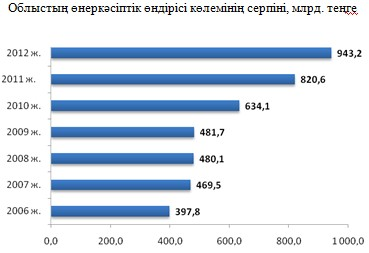 Облыстың өнеркәсіптік өндірісі көлемінің серпіні, млрд. теңге
2012 ж. 943,2
2011 ж. 820,6
2010 ж. 634,1
2009 ж. 481,7
2008 ж. 480,1
2007 ж. 469,5
2006 ж. 397,8
0,0 200,0 400,0 600,0 800,0 1 000,0